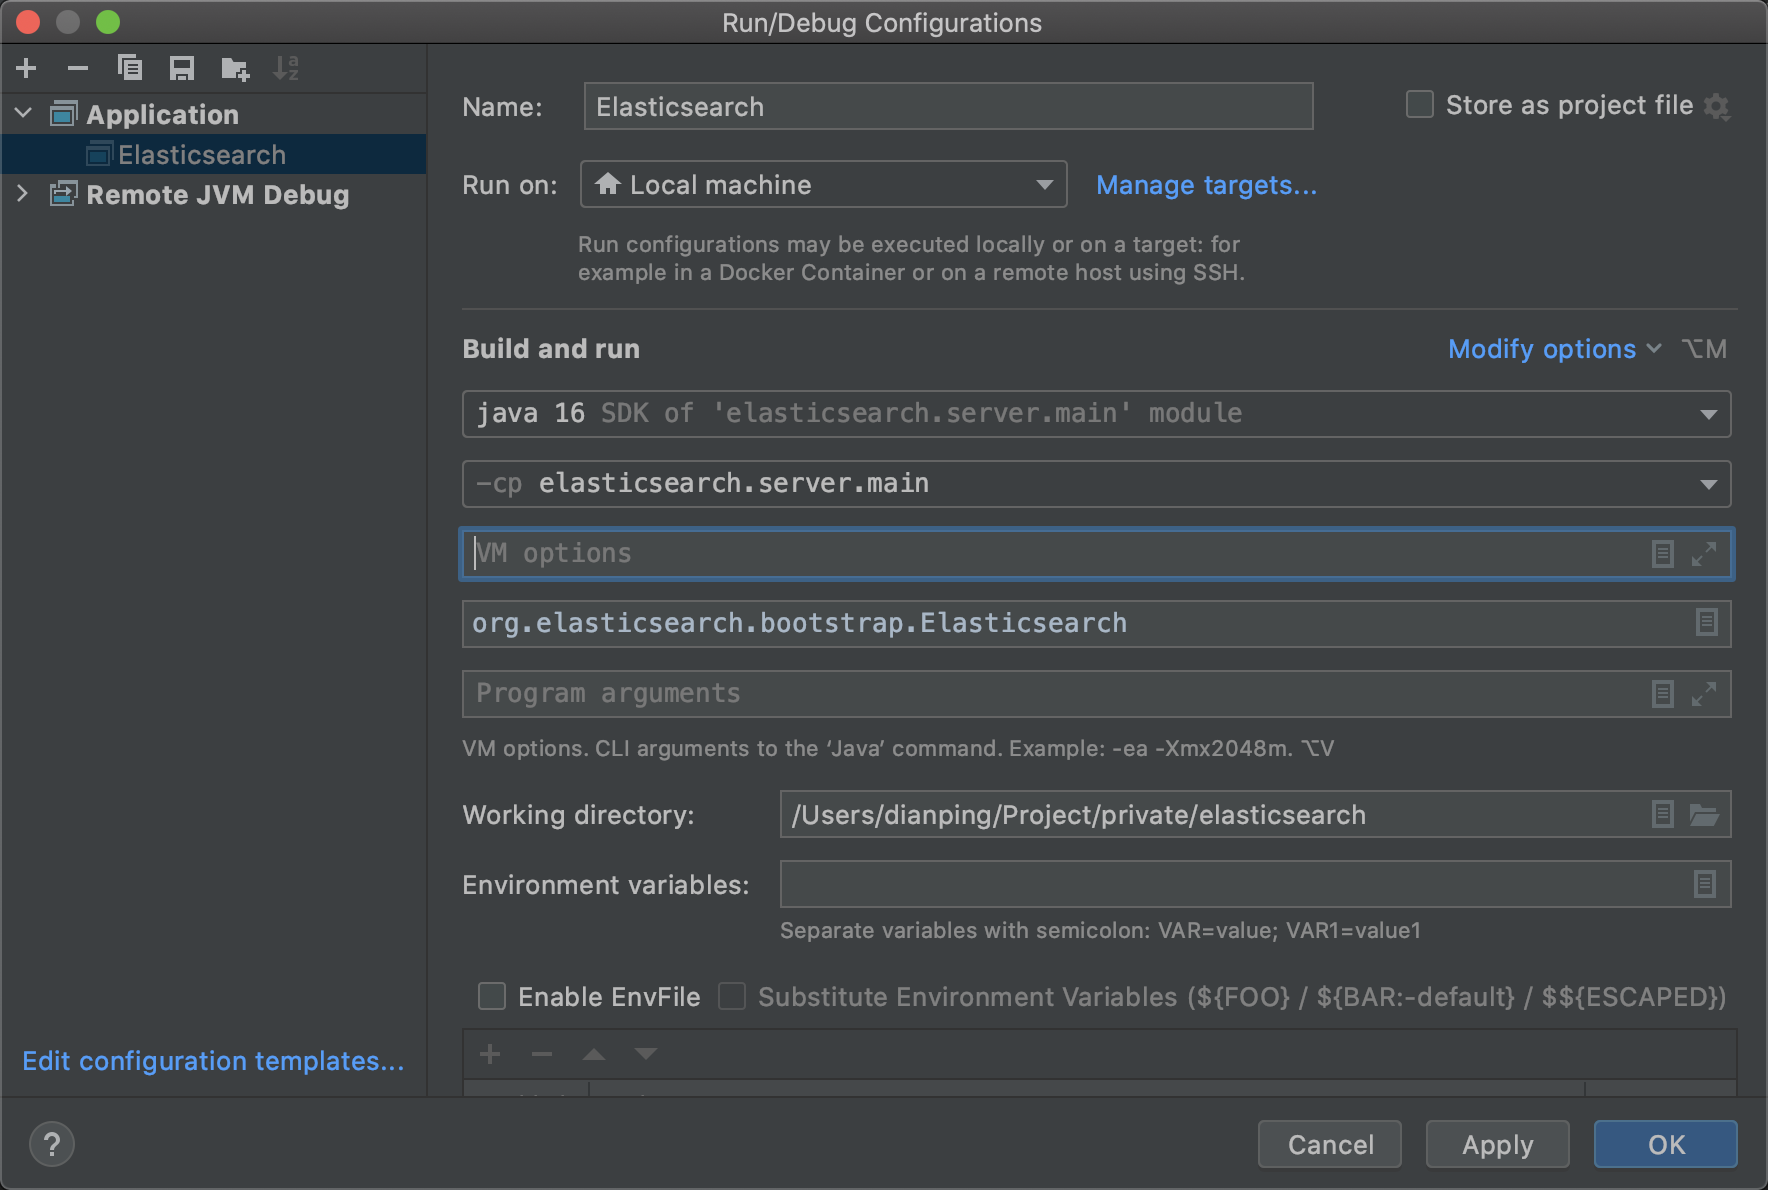 Run/Debug Configurations
Application
Elasticsearch
Remote JVM Debug
Edit configuration templates...
Name: Elasticsearch
Store as project file
Run on: Local machine
Manage targets...
Run configurations may be executed locally or on a target: for
example in a Docker Container or on a remote host using SSH.
Build and run
Modify options ⌥M
java 16 SDK of 'elasticsearch.server.main' module
-cp elasticsearch.server.main
VM options
org.elasticsearch.bootstrap.Elasticsearch
Program arguments
VM options. CLI arguments to the ‘Java’ command. Example: -ea -Xmx2048m. ⌥V
Working directory: /Users/dianping/Project/private/elasticsearch
Environment variables:
Separate variables with semicolon: VAR=value; VAR1=value1
Enable EnvFile
Substitute Environment Variables (${FOO} / ${BAR:-default} / $${ESCAPED})
?
Cancel
Apply
OK